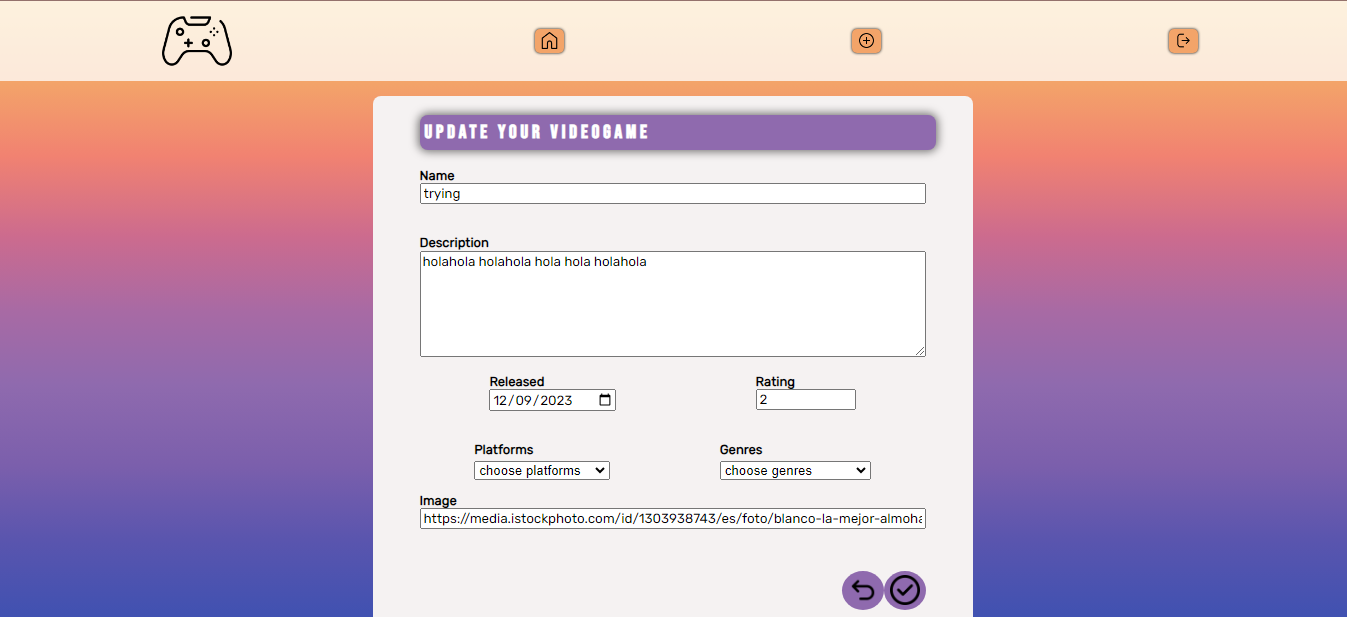 UPDATE YOUR VIDEOGAME
Name
trying
Description
holahola holahola hola hola holahola
Released Rating
12/09/2023 2
Platforms Genres
choose platforms choose genres
Image
https://media.istockphoto.com/id/1303938743/es/foto/blanco-la-mejor-almoha